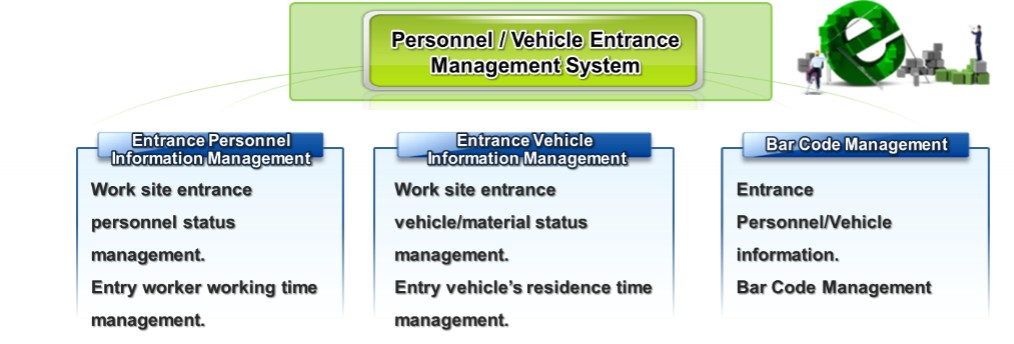 Personnel / Vehicle Entrance
Management System
e
Entrance Personnel
Information Management
Work site entrance
personnel status
management.
Entry worker working time
management.
Entrance Vehicle
Information Management
Work site entrance
vehicle/material status
management.
Entry vehicle's residence time
management.
Bar Code Management
Entrance
Personnel/Vehicle
information.
Bar Code Management